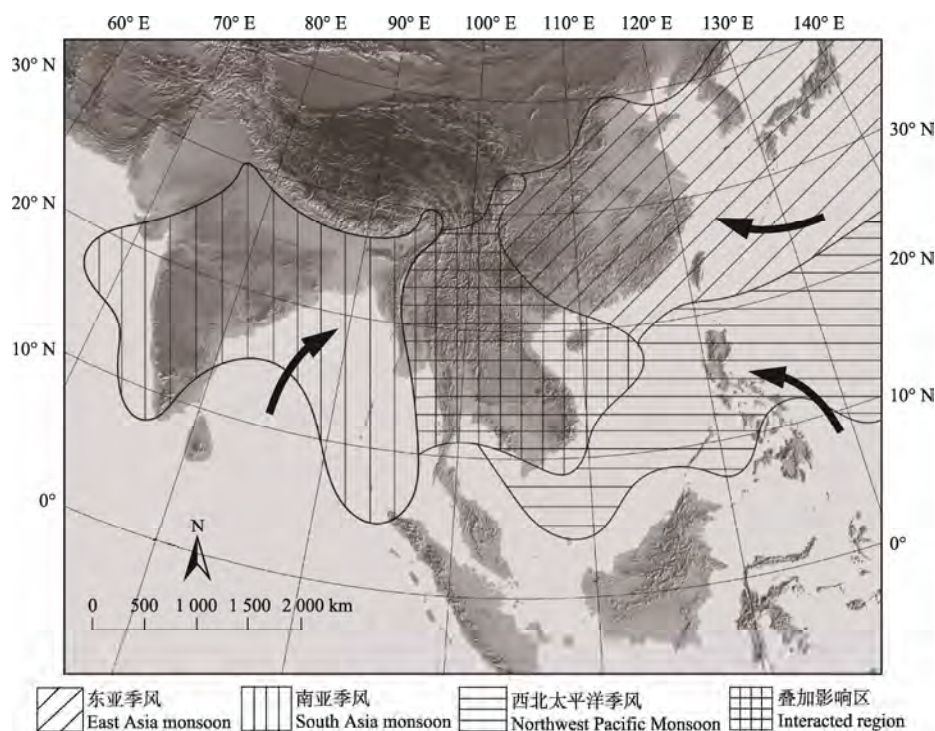 60° E 70° E 80° E 90° E 100° E 110° E 120° E 130° E 140° E
30° N
30° N
20° N
20° N
10° N
10° N
0°
0°
N
0 500 1 000 1 500 2 000 km
东亚季风
East Asia monsoon
南亚季风
South Asia monsoon
西北太平洋季风
Northwest Pacific Monsoon
叠加影响区
Interacted region